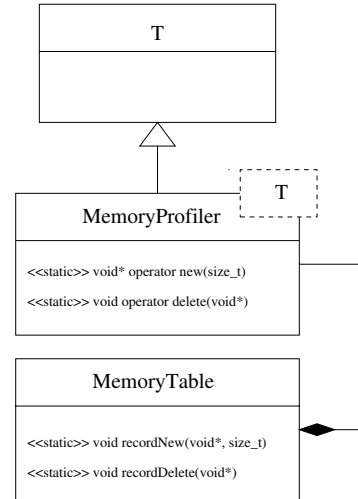 T
T
MemoryProfiler
<<static>> void* operator new(size_t)
<<static>> void operator delete(void*)
MemoryTable
<<static>> void recordNew(void*, size_t)
<<static>> void recordDelete(void*)